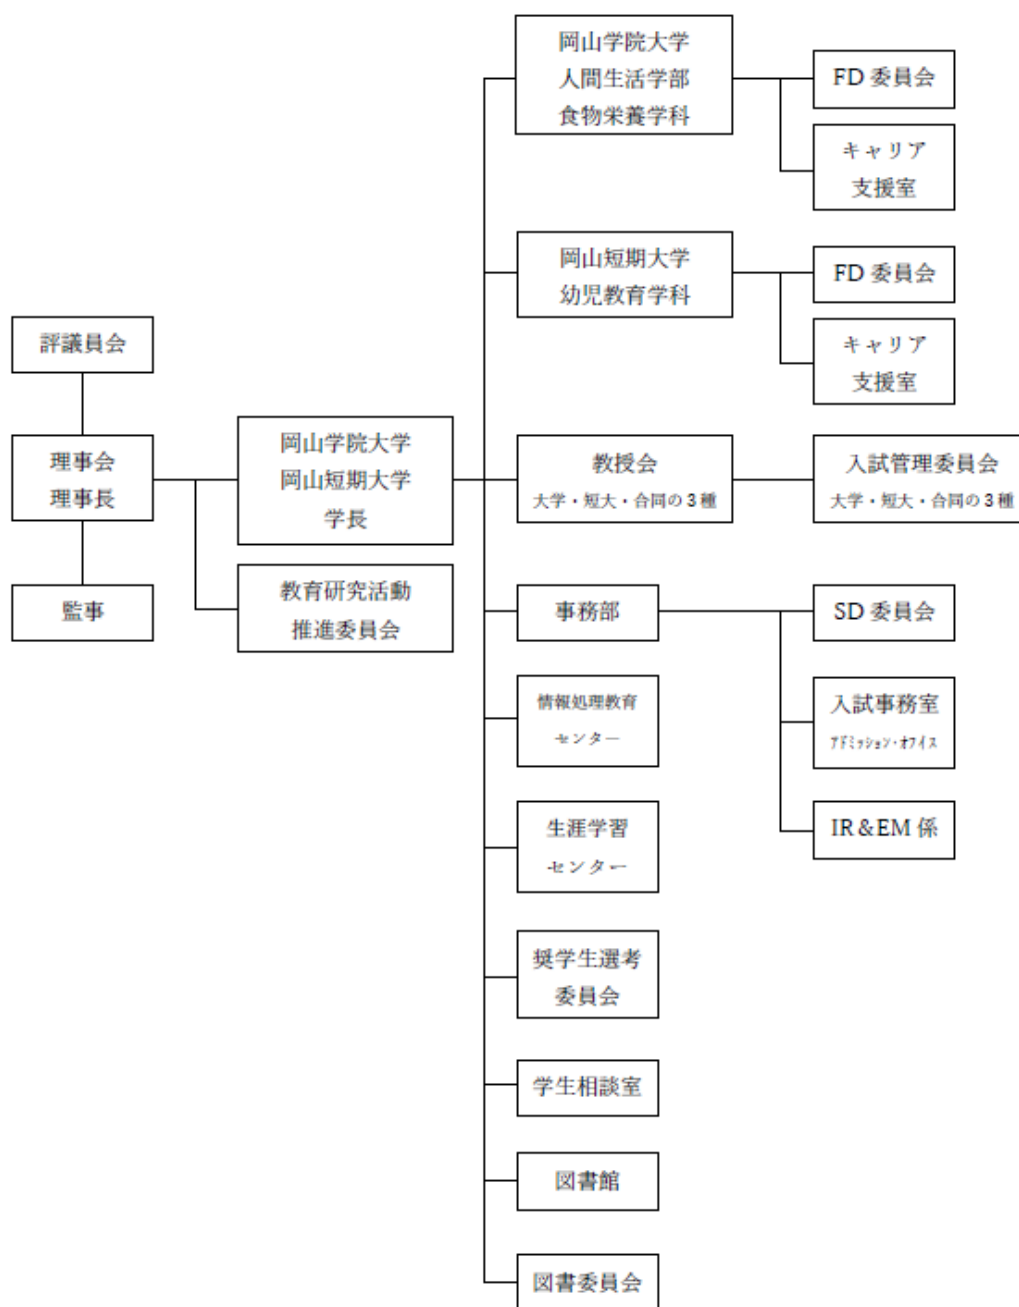 岡山学院大学
人間生活学部
食物栄養学科
FD 委員会
キャリア
支援室
岡山短期大学
幼児教育学科
FD 委員会
キャリア
支援室
評議員会
理事会
理事長
監事
岡山学院大学
岡山短期大学
学長
教育研究活動
推進委員会
教授会
大学・短大・合同の3種
入試管理委員会
大学・短大・合同の3種
事務部
SD 委員会
入試事務室
ｱﾄﾞﾐｯｼｮﾝ･ｵﾌｨｽ
IR＆EM 係
情報処理教育
センター
生涯学習
センター
奨学生選考
委員会
学生相談室
図書館
図書委員会